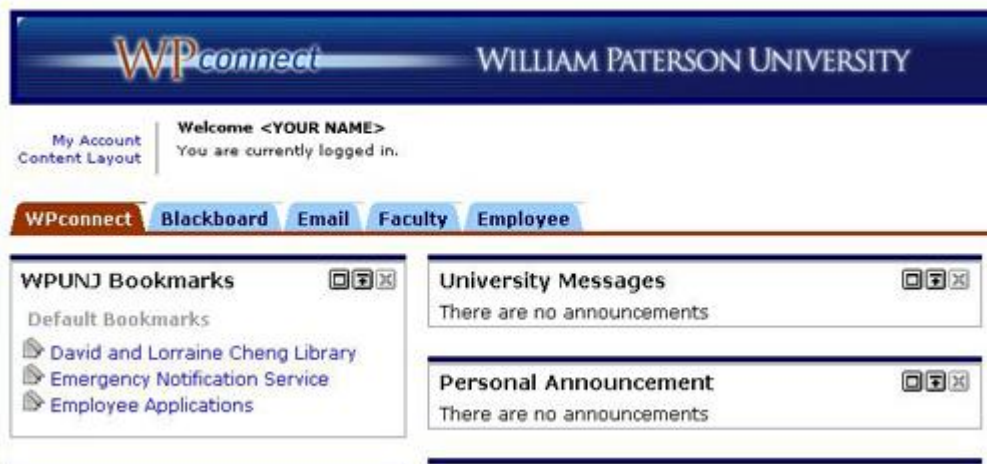 WPconnect WILLIAM PATERSON UNIVERSITY
My Account
Content Layout
Welcome <YOUR NAME>
You are currently logged in.
WPconnect Blackboard Email Faculty Employee
WPUNJ Bookmarks
Default Bookmarks
David and Lorraine Cheng Library
Emergency Notification Service
Employee Applications
University Messages
There are no announcements
Personal Announcement
There are no announcements